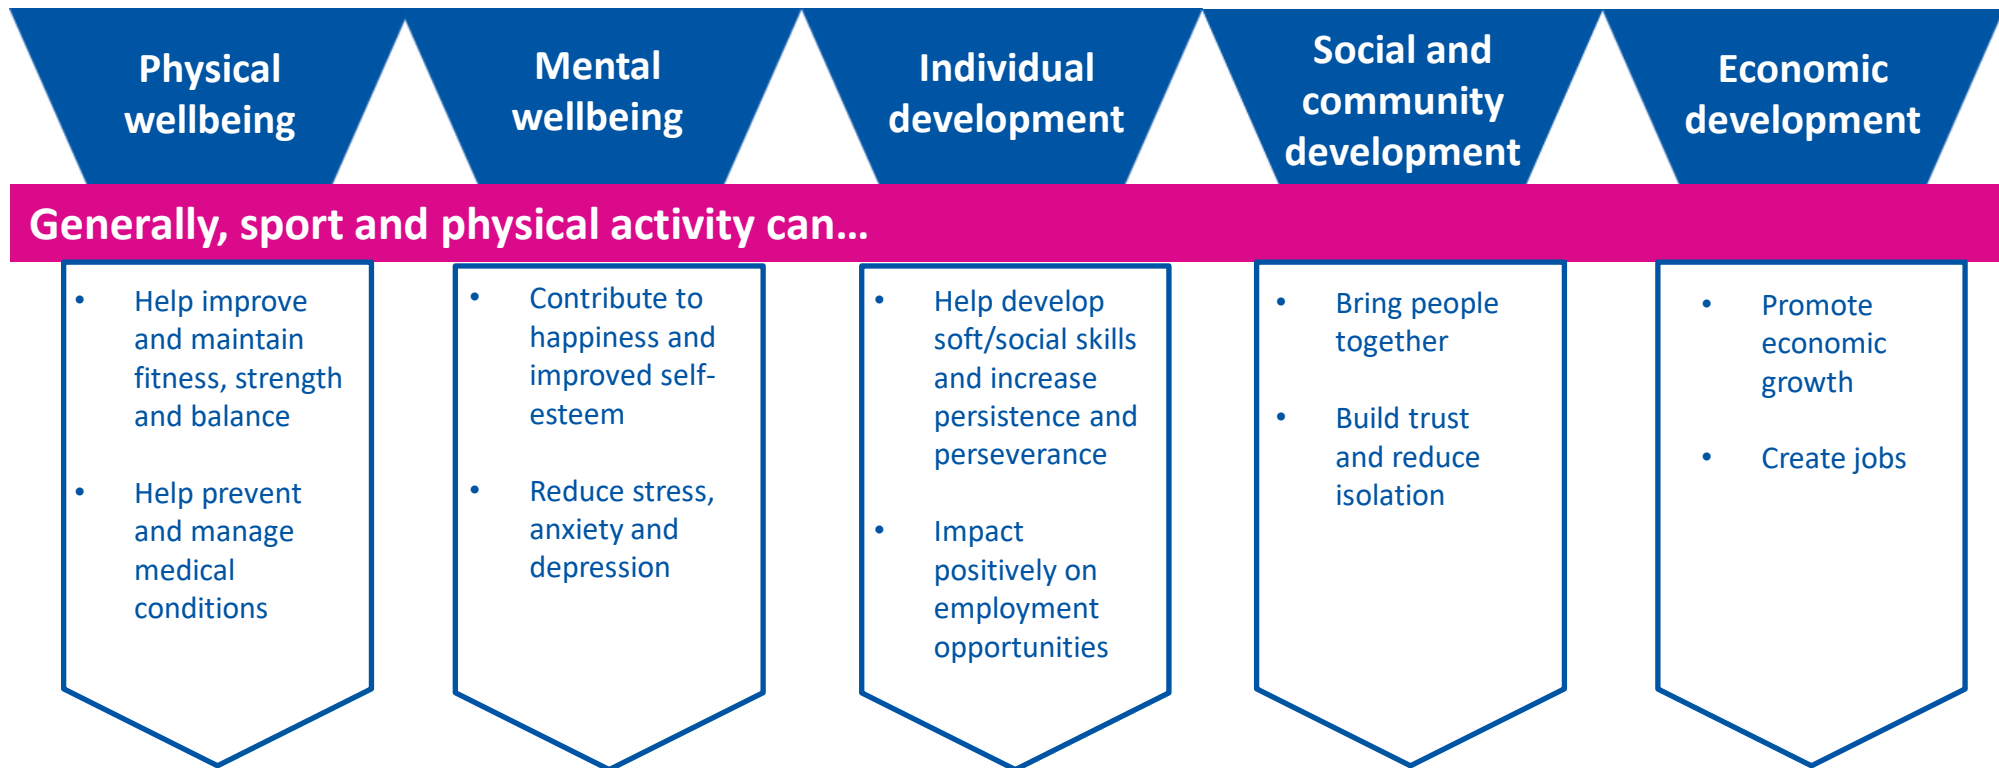 Physical
wellbeing
Mental
wellbeing
Individual
development
Social and
community
development
Economic
development
Generally, sport and physical activity can...
• Help improve
and maintain
fitness, strength
and balance
• Help prevent
and manage
medical
conditions
• Contribute to
happiness and
improved self-
esteem
• Reduce stress,
anxiety and
depression
• Help develop
soft/social skills
and increase
persistence and
perseverance
• Impact
positively on
employment
opportunities
• Bring people
together
• Build trust
and reduce
isolation
• Promote
economic
growth
• Create jobs